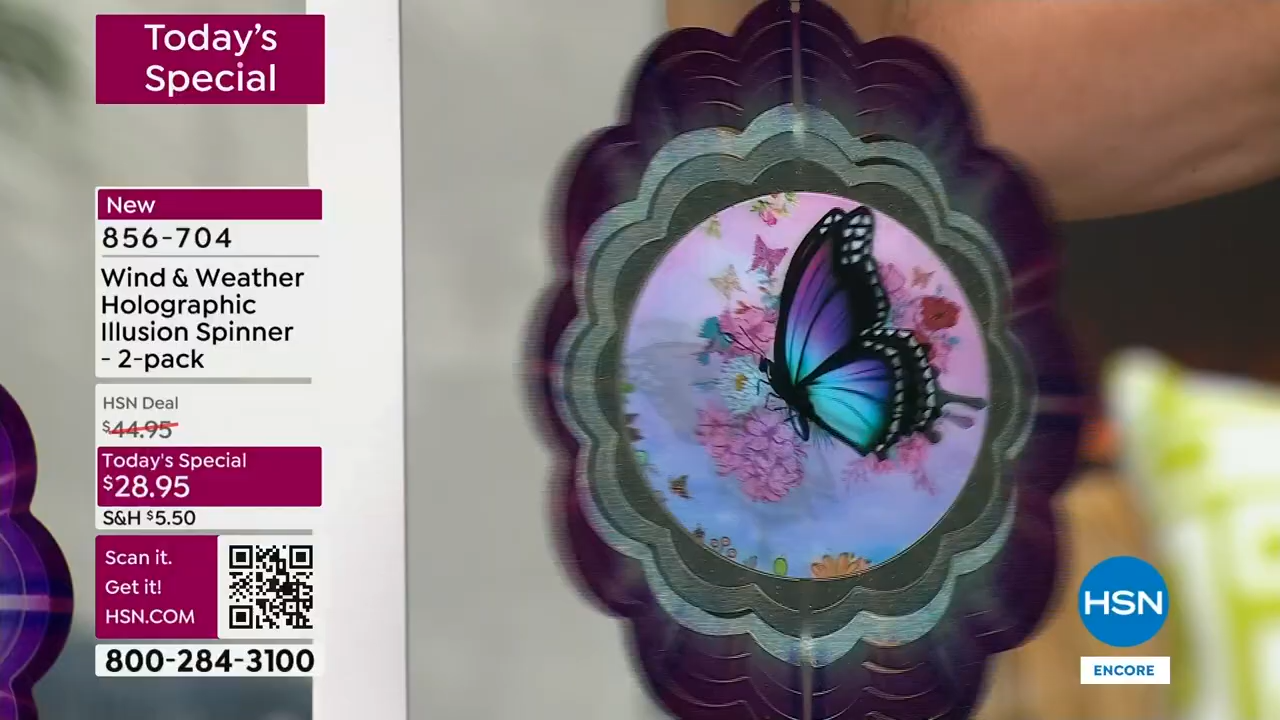 Today's
Special
New
856-704
Wind & Weather
Holographic
Illusion Spinner
- 2-pack
HSN Deal
$44.95
Today's Special
$28.95
S&H $5.50
Scan it.
Get it!
HSN.COM
800-284-3100
HSN
ENCORE